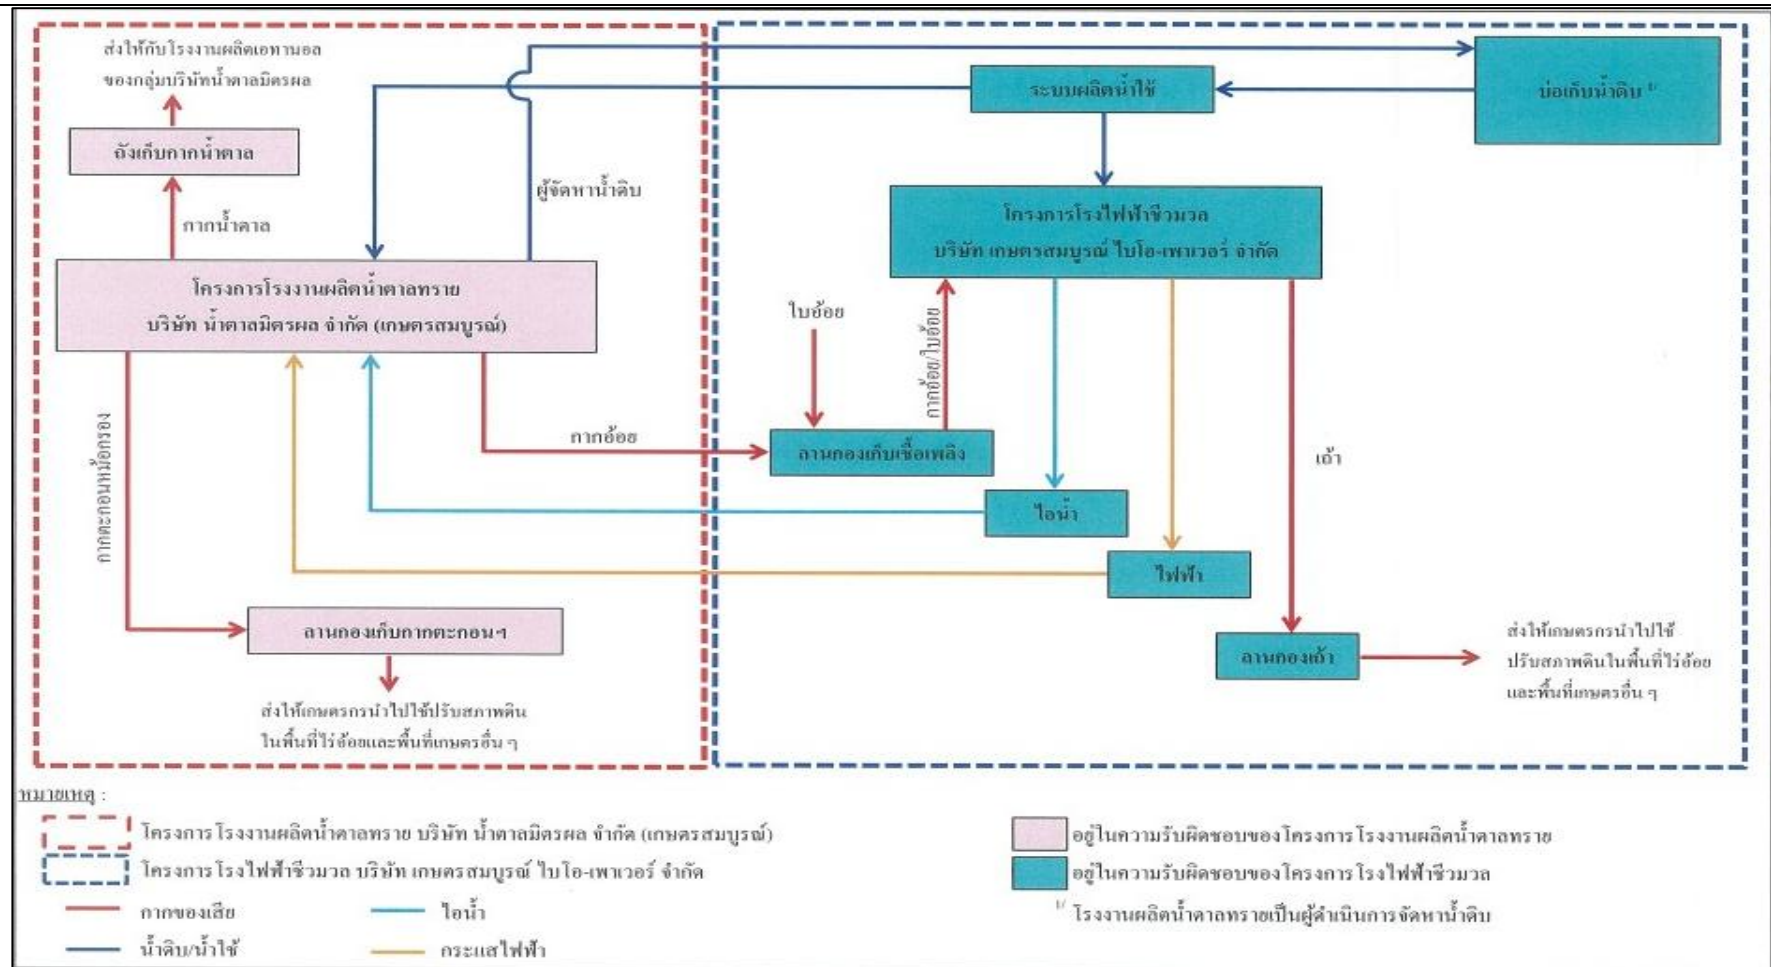 ส่งให้กับโรงงานผลิตเอทานอล
ของกลุ่มบริษัทน้ำตาลมิตรผล
ถังเก็บกากน้ำตาล
กากน้ำตาล
ผู้จัดหาน้ำดิบ
โครงการโรงงานผลิตน้ำตาลทราย
บริษัท น้ำตาลมิตรผล จำกัด (เกษตรสมบูรณ์)
กากตะกอนหม้อกรอง
กากอ้อย
ลานกองเก็บกากตะกอนฯ
ส่งให้เกษตรกรนำไปใช้ปรับสภาพดิน
ในพื้นที่ไร่อ้อยและพื้นที่เกษตรอื่น ๆ
ระบบผลิตน้ำใช้
บ่อเก็บน้ำดิบ 1/
โครงการโรงไฟฟ้าชีวมวล
บริษัท เกษตรสมบูรณ์ ไบโอ-เพาเวอร์ จำกัด
ใบอ้อย
กากอ้อย/ใบอ้อย
ลานกองเก็บเชื้อเพลิง
เถ้า
ไอน้ำ
ไฟฟ้า
ลานกองเถ้า
ส่งให้เกษตรกรนำไปใช้
ปรับสภาพดินในพื้นที่ไร่อ้อย
และพื้นที่เกษตรอื่น ๆ
หมายเหตุ :
โครงการโรงงานผลิตน้ำตาลทราย บริษัท น้ำตาลมิตรผล จำกัด (เกษตรสมบูรณ์)
โครงการโรงไฟฟ้าชีวมวล บริษัท เกษตรสมบูรณ์ ไบโอ-เพาเวอร์ จำกัด
กากของเสีย
ไอน้ำ
น้ำดิบ/น้ำใช้
กระแสไฟฟ้า
อยู่ในความรับผิดชอบของโครงการโรงงานผลิตน้ำตาลทราย
อยู่ในความรับผิดชอบของโครงการโรงไฟฟ้าชีวมวล
1/ โรงงานผลิตน้ำตาลทรายเป็นผู้ดำเนินการจัดหาน้ำดิบ